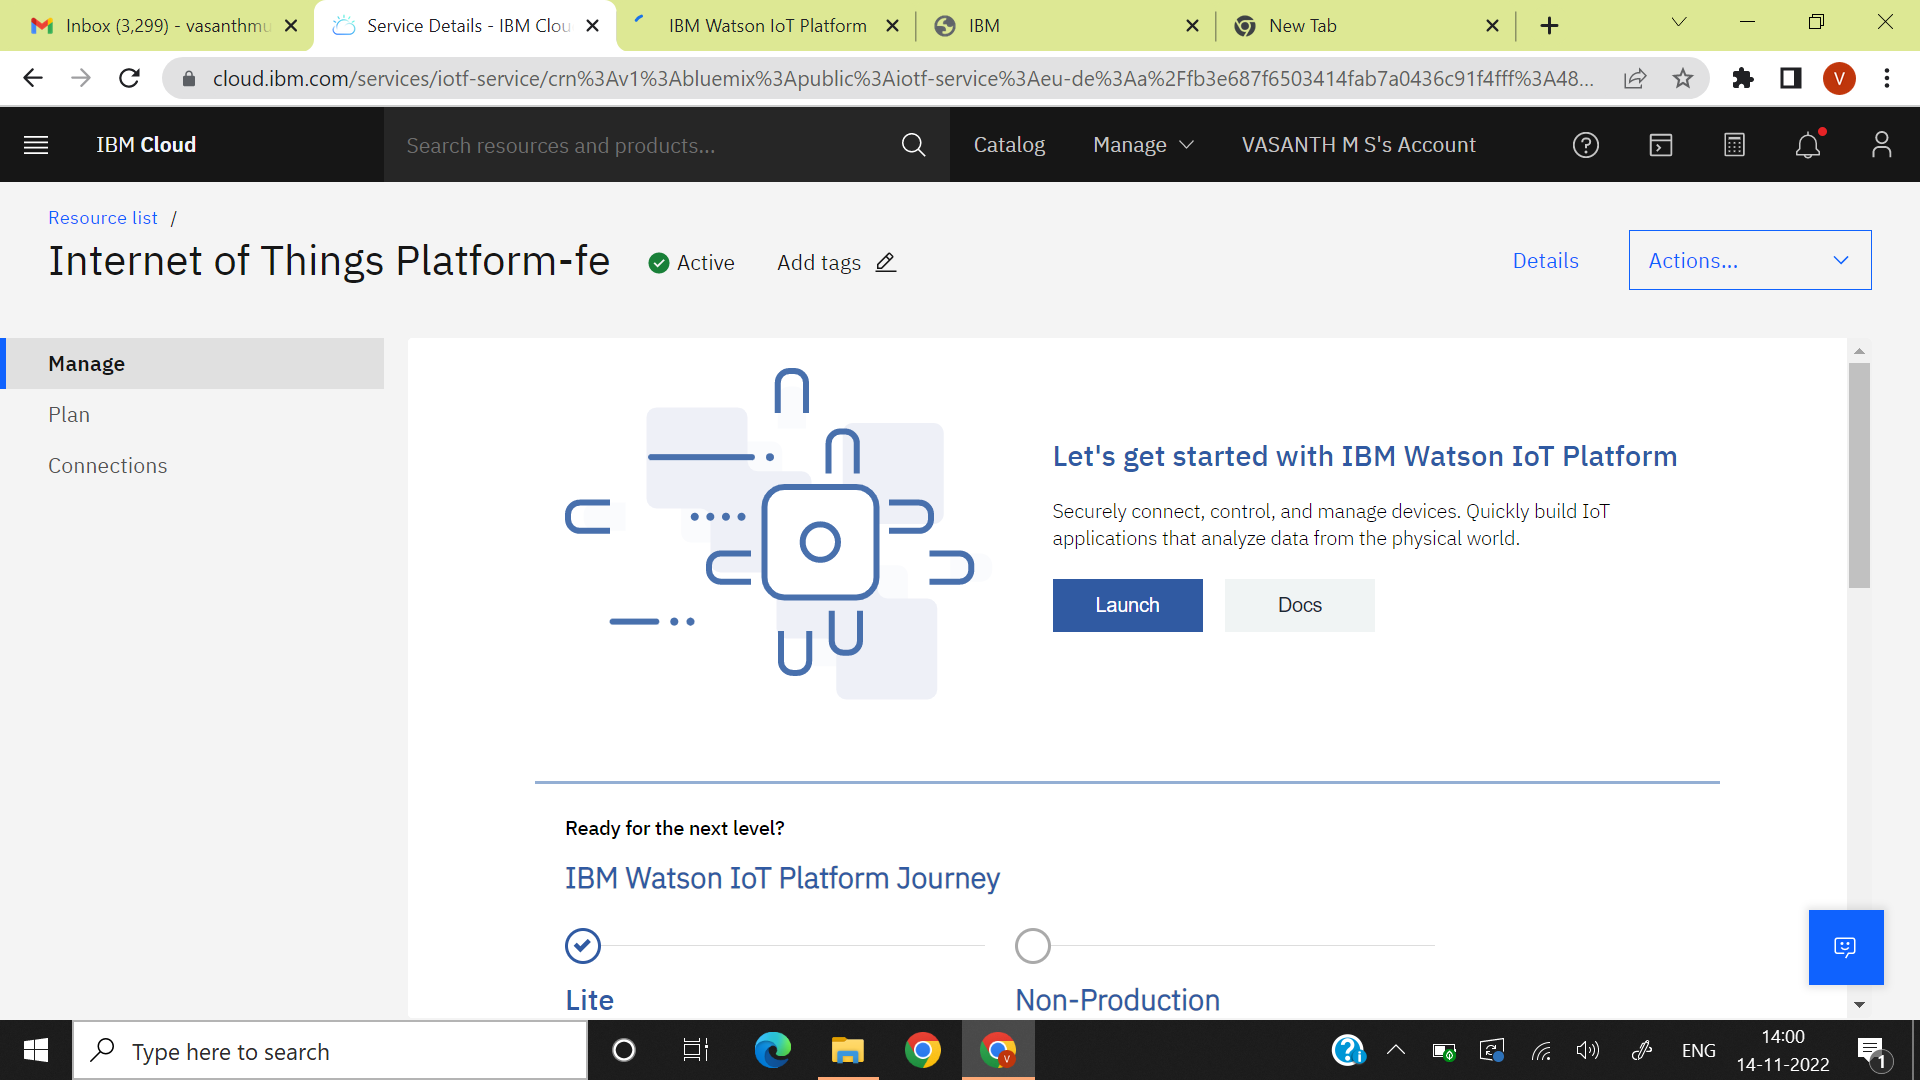 Inbox (3,299) - vasanthmu
Service Details - IBM Clou
IBM Watson IoT Platform
IBM
New Tab
cloud.ibm.com/services/iotf-service/crn%3Av1%3Abluemix%3Apublic%3Aiotf-service%3Aeu-de%3Aa%2Ffb3e687f6503414fab7a0436c91f4fff%3A48...
V
IBM Cloud
Search resources and products...
Catalog
Manage
VASANTH M S's Account
Resource list /
Internet of Things Platform-fe
Active
Add tags
Details
Actions...
Manage
Plan
Connections
Let's get started with IBM Watson IoT Platform
Securely connect, control, and manage devices. Quickly build IoT
applications that analyze data from the physical world.
Launch
Docs
Ready for the next level?
IBM Watson IoT Platform Journey
Lite
Non-Production
Type here to search
V
ENG
14:00
14-11-2022
1